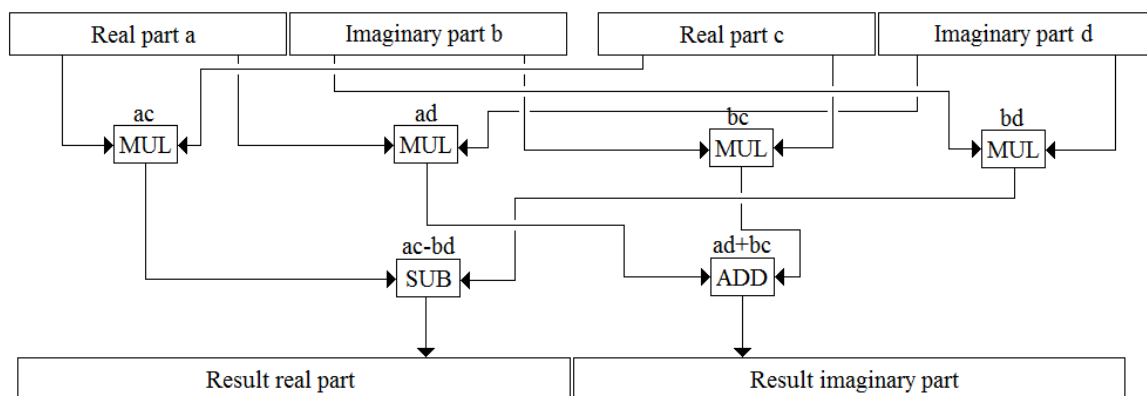 Real part a
Imaginary part b
Real part c
Imaginary part d
ac
ad
bc
bd
MUL
MUL
MUL
MUL
ac-bd
ad+bc
SUB
ADD
Result real part
Result imaginary part